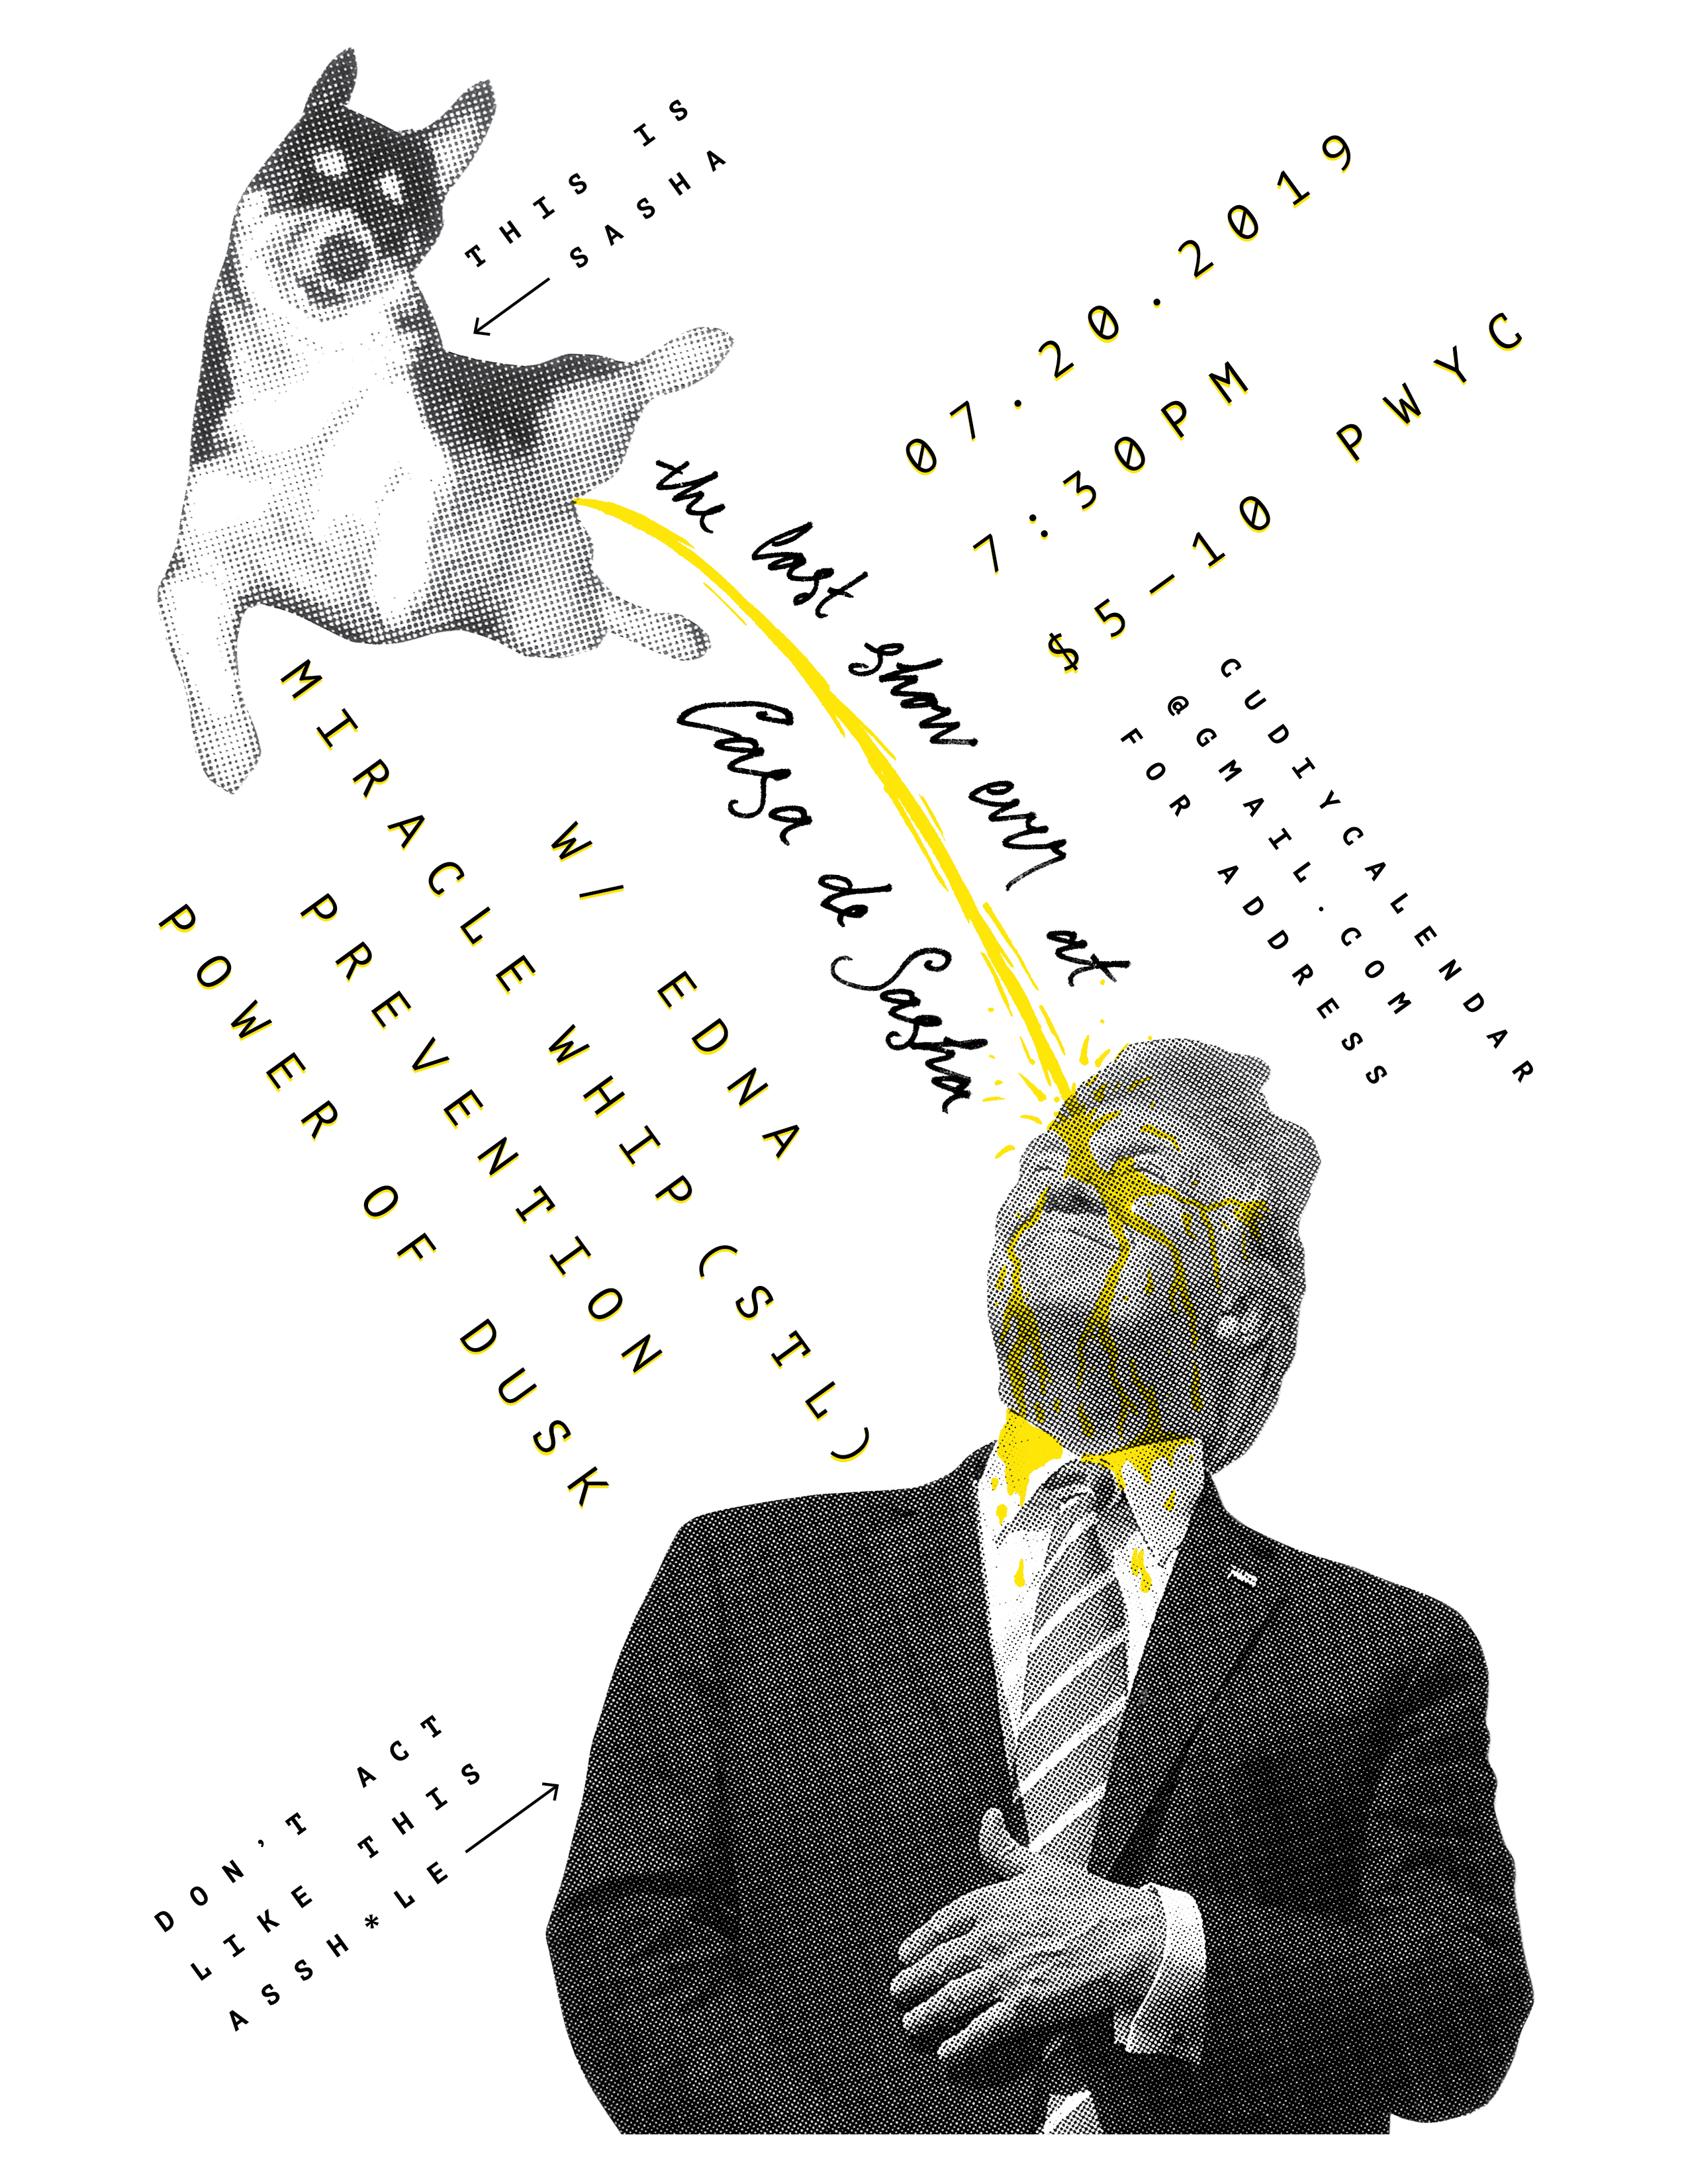 THIS IS
SASHA
07.20.2019
7:30PM
$5-10 PWYC
the last show ever at
Casa de Sasha
CUDIYCALENDAR
@GMAIL.COM
FOR ADDRESS
W/ EDNA
MIRACLE WHIP (STL)
PREVENTION
POWER OF DUSK
DON'T ACT
LIKE THIS
ASSH*LE